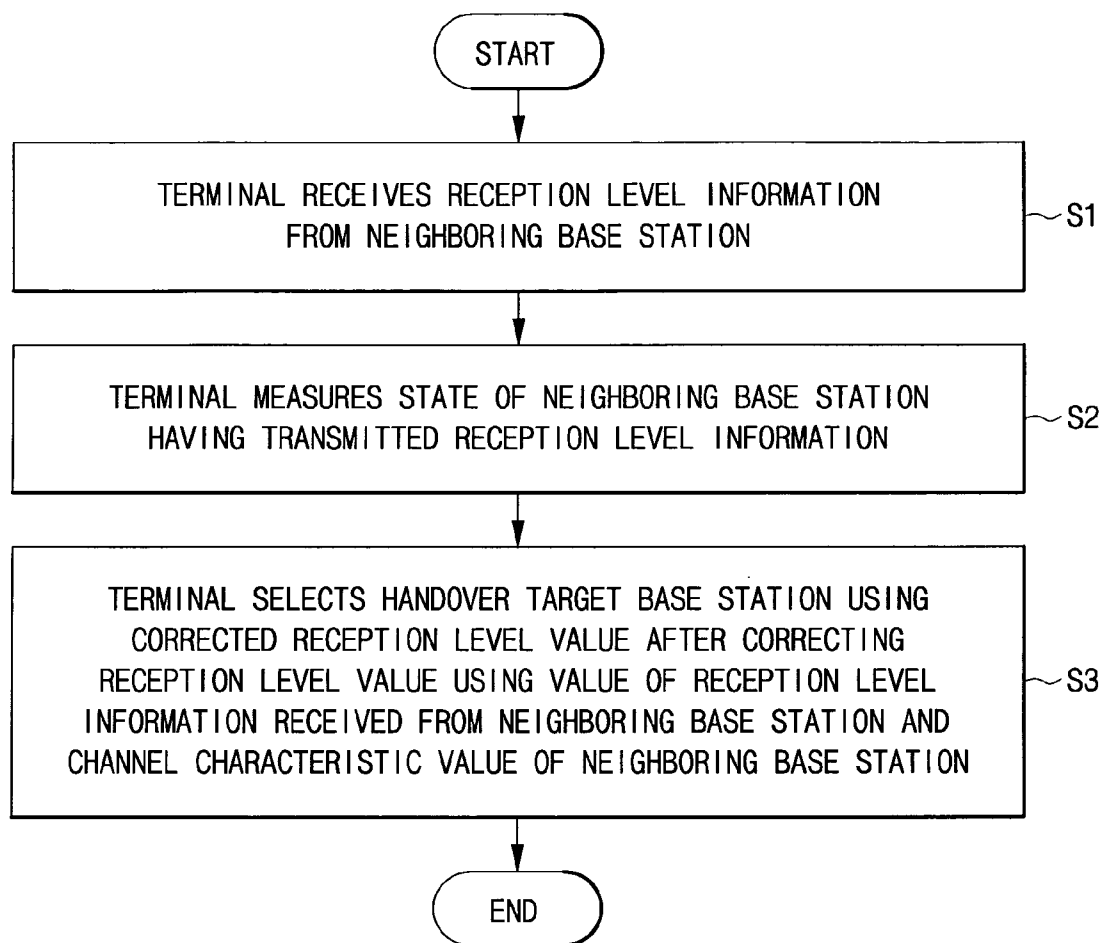 START
TERMINAL RECEIVES RECEPTION LEVEL INFORMATION
FROM NEIGHBORING BASE STATION
S1
TERMINAL MEASURES STATE OF NEIGHBORING BASE STATION
HAVING TRANSMITTED RECEPTION LEVEL INFORMATION
S2
TERMINAL SELECTS HANDOVER TARGET BASE STATION USING
CORRECTED RECEPTION LEVEL VALUE AFTER CORRECTING
RECEPTION LEVEL VALUE USING VALUE OF RECEPTION LEVEL
INFORMATION RECEIVED FROM NEIGHBORING BASE STATION AND
CHANNEL CHARACTERISTIC VALUE OF NEIGHBORING BASE STATION
S3
END